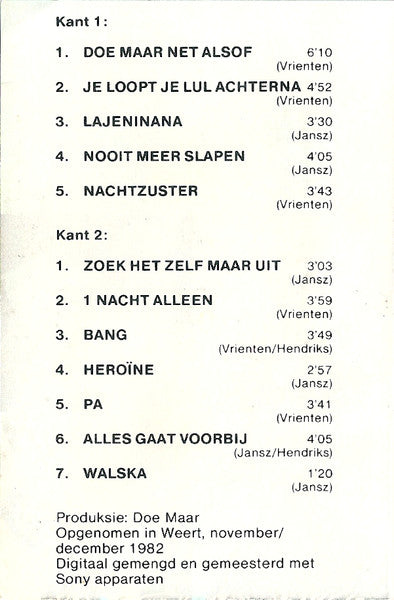 Kant 1:
1. DOE MAAR NET ALSOF 6'10
(Vrienten)
2. JE LOOPT JE LUL ACHTERNA 4'52
(Vrienten)
3. LAJENINANA 3'30
(Jansz)
4. NOOIT MEER SLAPEN 4'05
(Jansz)
5. NACHTZUSTER 3'43
(Vrienten)
Kant 2:
1. ZOEK HET ZELF MAAR UIT 3'03
(Jansz)
2. 1 NACHT ALLEEN 3'59
(Vrienten)
3. BANG 3'49
(Vrienten/Hendriks)
4. HEROÏNE 2'57
(Jansz)
5. PA 3'41
(Vrienten)
6. ALLES GAAT VOORBIJ 4'05
(Jansz/Hendriks)
7. WALSKA 1'20
(Jansz)
Produksie: Doe Maar
Opgenomen in Weert, november/
december 1982
Digitaal gemengd en gemeesterd met
Sony apparaten